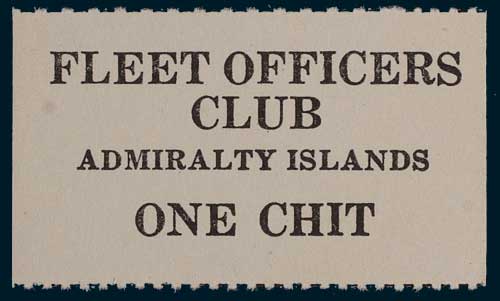 FLEET OFFICERS
CLUB
ADMIRALTY ISLANDS
ONE CHIT